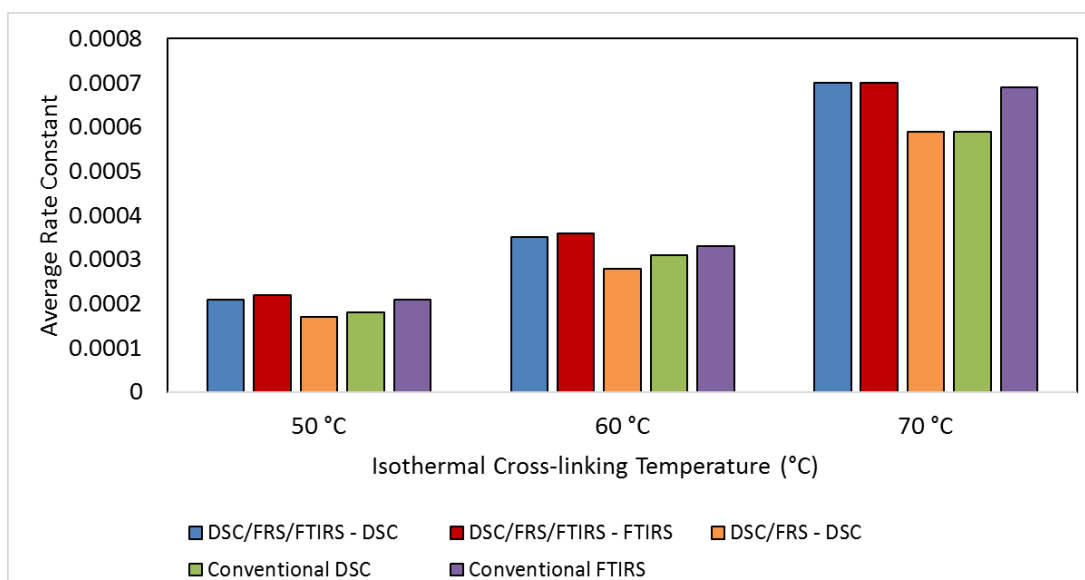 0.0008
0.0007
0.0006
0.0005
0.0004
0.0003
0.0002
0.0001
0
Average Rate Constant
50 °C
60 °C
70 °C
Isothermal Cross-linking Temperature (°C)
DSC/FRS/FTIRS - DSC
DSC/FRS/FTIRS - FTIRS
DSC/FRS - DSC
Conventional DSC
Conventional FTIRS